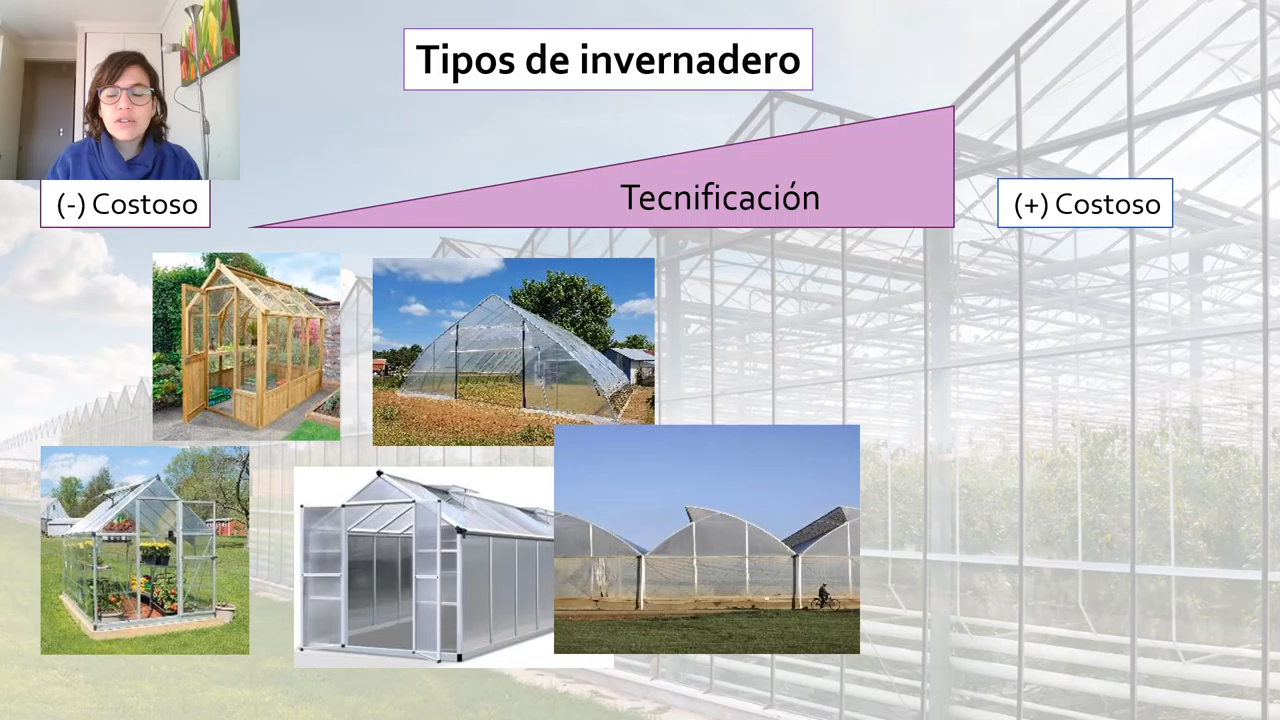 Tipos de invernadero
Tecnificación
(-) Costoso
(+) Costoso